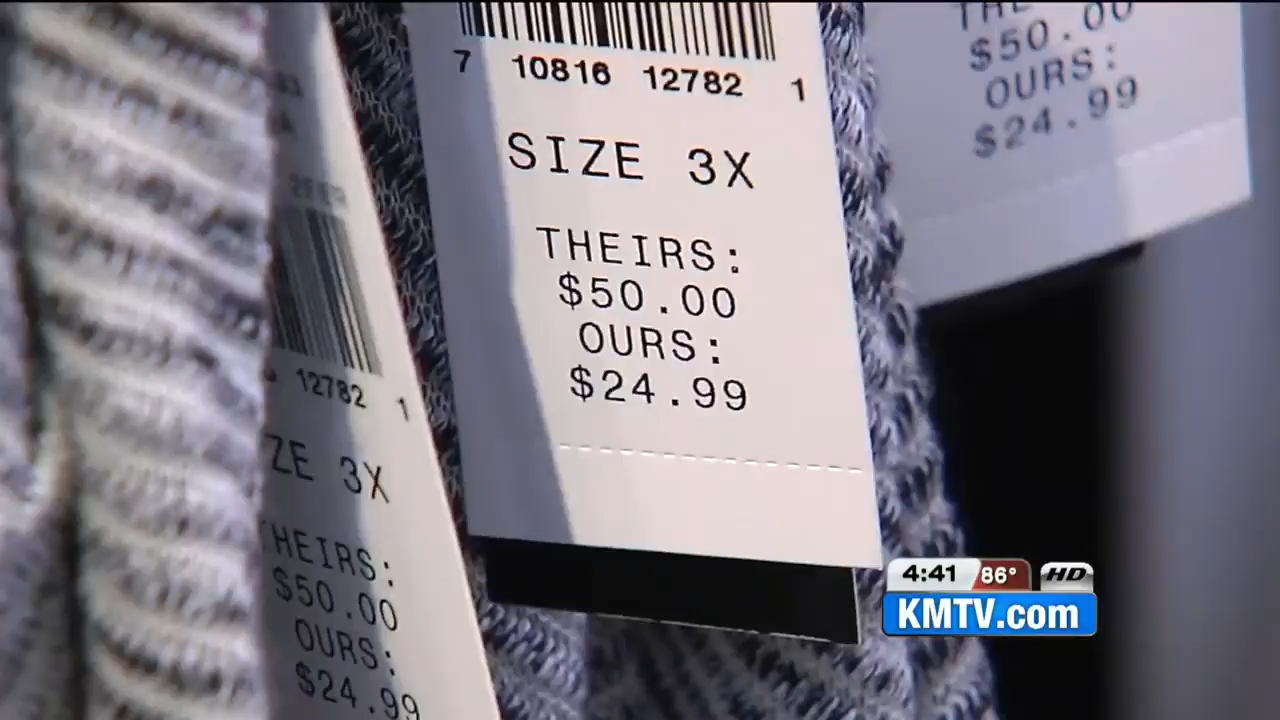 7 10816 12782 1
SIZE 3X
THEIRS:
$50.00
OURS:
$24.99
12782 1
ZE 3X
HEIRS:
$50.00
OURS:
$24.99
$50.00
OURS:
$24.99
4:41 86° HD
KMTV.com